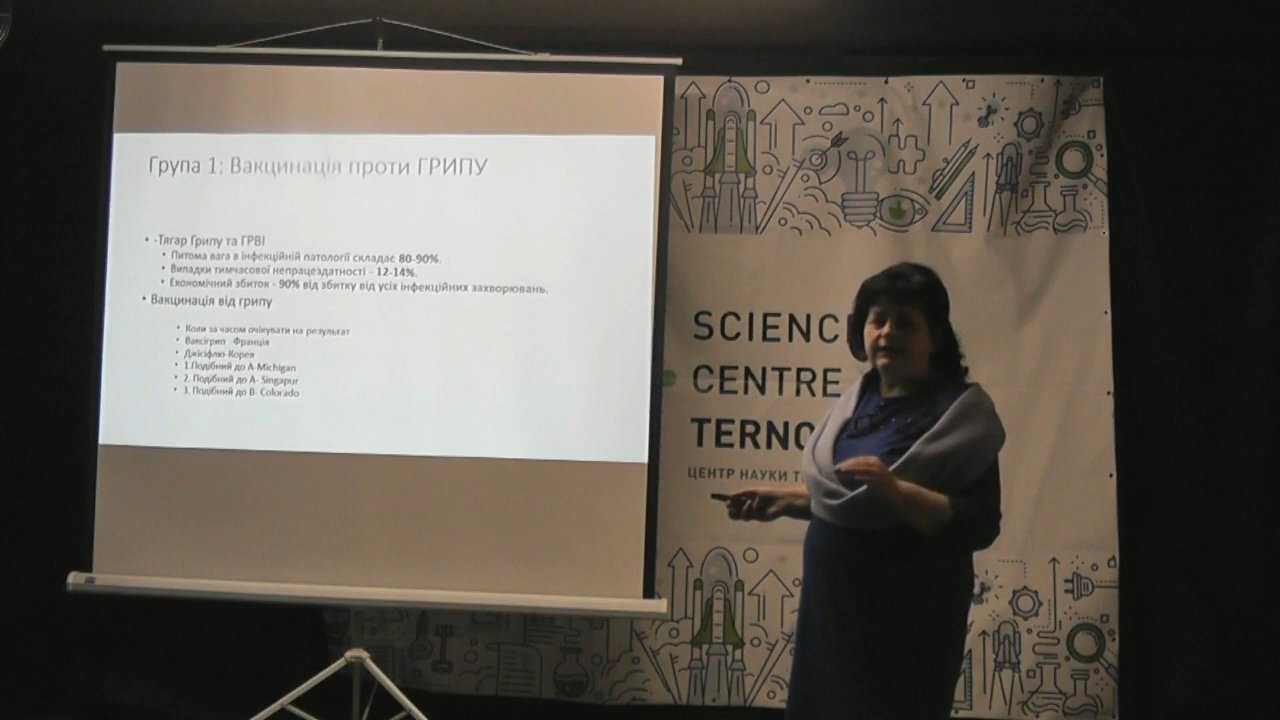 Група 1: Вакцинація проти ГРИПУ
• -Тягар Грипу та ГРВІ
• Питома вага в інфекційній патології складає 80-90%.
• Випадки тимчасової непрацездатності - 12-14%.
• Економічний збиток - 90% від збитку від усіх інфекційних захворювань.
• Вакцинація від грипу
• Коли за часом очікувати на результат
• Ваксігрип -Франція
• Джісіфлю-Корея
• 1.Подібний до A-Michigan
• 2. Подібний до A- Singapur
• 3. Подібний до B- Colorado
SCIENC
CENTRE
TERNO
ЦЕНТР НАУКИ Т